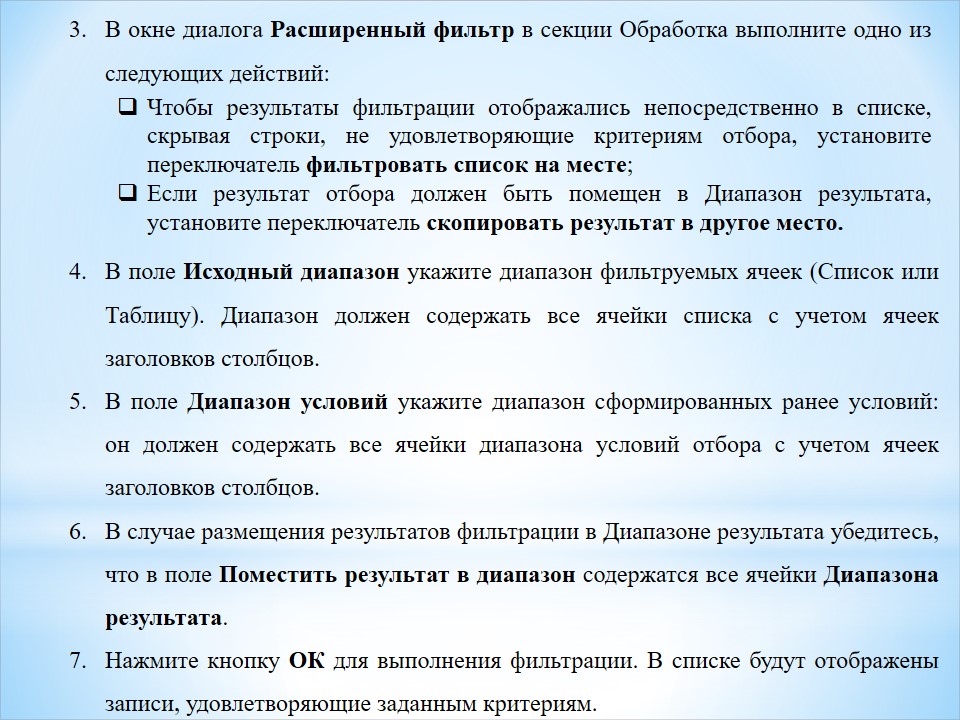 3. В окне диалога Расширенный фильтр в секции Обработка выполните одно из
следующих действий:
❑ Чтобы результаты фильтрации отображались непосредственно в списке,
скрывая строки, не удовлетворяющие критериям отбора, установите
переключатель фильтровать список на месте;
❑ Если результат отбора должен быть помещен в Диапазон результата,
установите переключатель скопировать результат в другое место.
4. В поле Исходный диапазон укажите диапазон фильтруемых ячеек (Список или
Таблицу). Диапазон должен содержать все ячейки списка с учетом ячеек
заголовков столбцов.
5. В поле Диапазон условий укажите диапазон сформированных ранее условий:
он должен содержать все ячейки диапазона условий отбора с учетом ячеек
заголовков столбцов.
6. В случае размещения результатов фильтрации в Диапазоне результата убедитесь,
что в поле Поместить результат в диапазон содержатся все ячейки Диапазона
результата.
7. Нажмите кнопку ОК для выполнения фильтрации. В списке будут отображены
записи, удовлетворяющие заданным критериям.